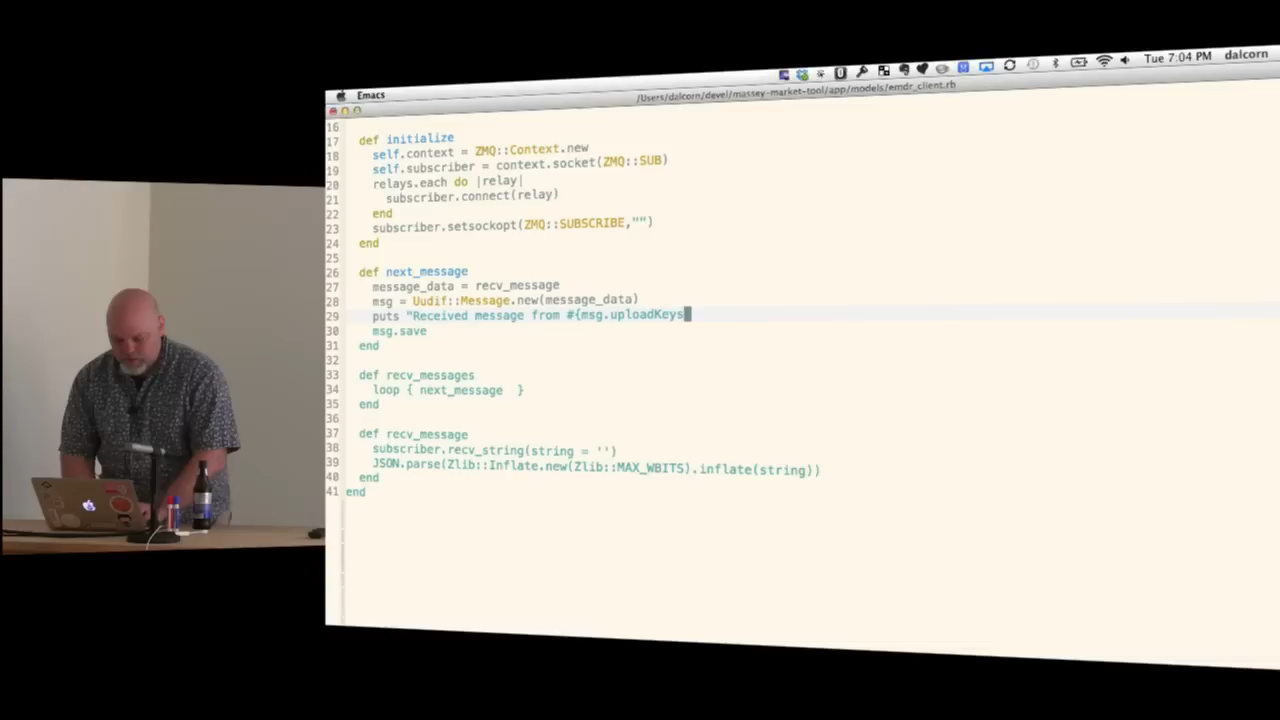 Emacs
Tue 7:04 PM dalcorn
/Users/dalcorn/devel/massey-market-tool/app/models/emdr_client.rb
16
17 def initialize
18 self.context = ZMQ::Context.new
19 self.subscriber = context.socket(ZMQ::SUB)
20 relays.each do |relay|
21 subscriber.connect(relay)
22 end
23 subscriber.setsockopt(ZMQ::SUBSCRIBE,"")
24 end
25
26 def next_message
27 message_data = recv_message
28 msg = Uudif::Message.new(message_data)
29 puts "Received message from #{msg.uploadKeys
30 msg.save
31 end
32
33 def recv_messages
34 loop { next_message }
35 end
36
37 def recv_message
38 subscriber.recv_string(string = '')
39 JSON.parse(Zlib::Inflate.new(Zlib::MAX_WBITS).inflate(string))
40 end
41 end